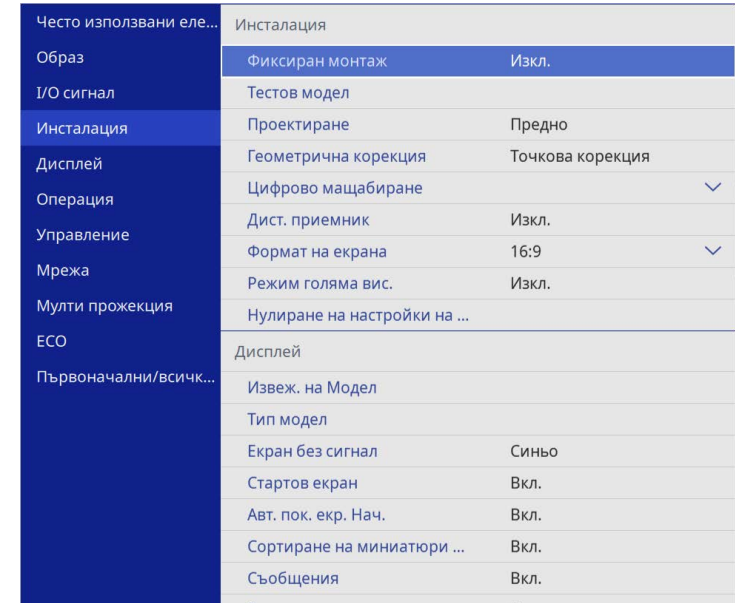 Често използвани еле...
Образ
I/O сигнал
Инсталация
Дисплей
Операция
Управление
Мрежа
Мулти прожекция
ECO
Първоначални/всичк...
Инсталация
Фиксиран монтаж Изкл.
Тестов модел
Проектиране Предно
Геометрична корекция Точкова корекция
Цифрово мащабиране
Дист. приемник Изкл.
Формат на екрана 16:9
Режим голяма вис. Изкл.
Нулиране на настройки на ...
Дисплей
Извеж. на Модел
Тип модел
Екран без сигнал Синьо
Стартов екран Вкл.
Авт. пок. екр. Нач. Вкл.
Сортиране на миниатюри ... Вкл.
Съобщения Вкл.